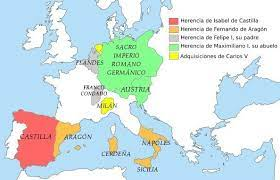 Herencia de Isabel de Castilla
Herencia de Fernando de Aragón
Herencia de Felipe I, su padre
Herencia de Maximiliano I, su abuelo
Adquisiciones de Carlos V
SACRO
IMPERIO
ROMANO
GERMÁNICO
FLANDES
AUSTRIA
FRANCO
CONDADO
MILÁN
CASTILLA
ARAGÓN
CERDEÑA
NÁPOLES
SICILIA